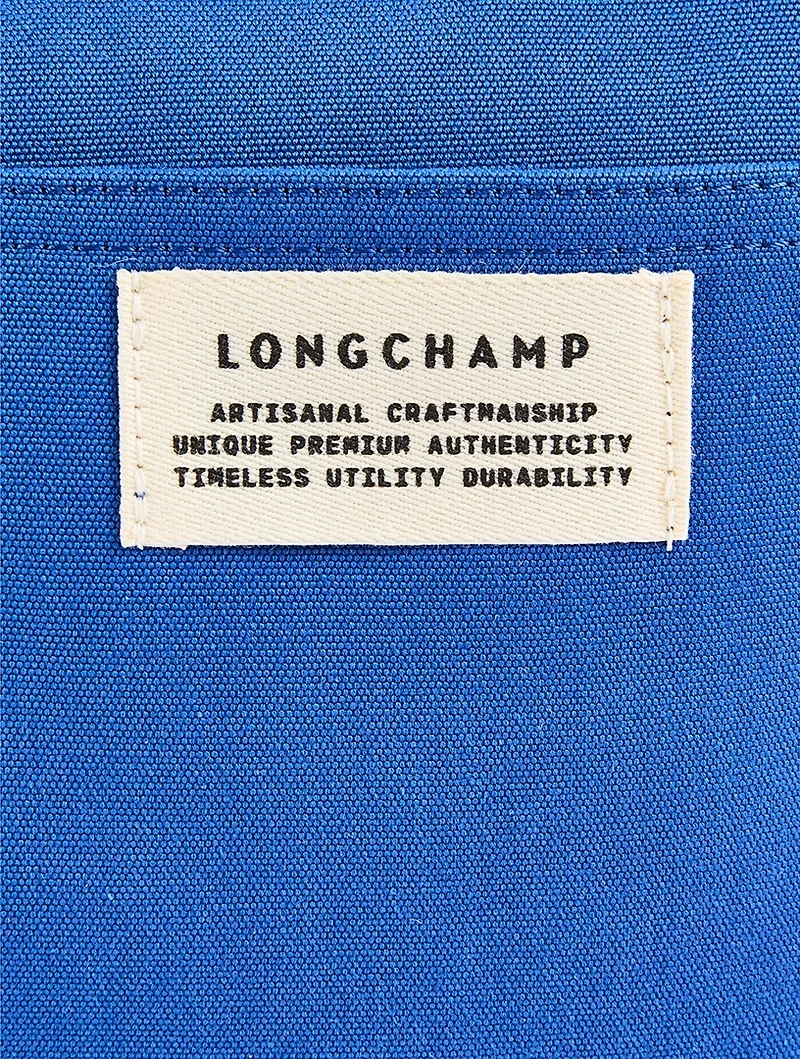 LONGCHAMP
ARTISANAL CRAFTMANSHIP
UNIQUE PREMIUM AUTHENTICITY
TIMELESS UTILITY DURABILITY